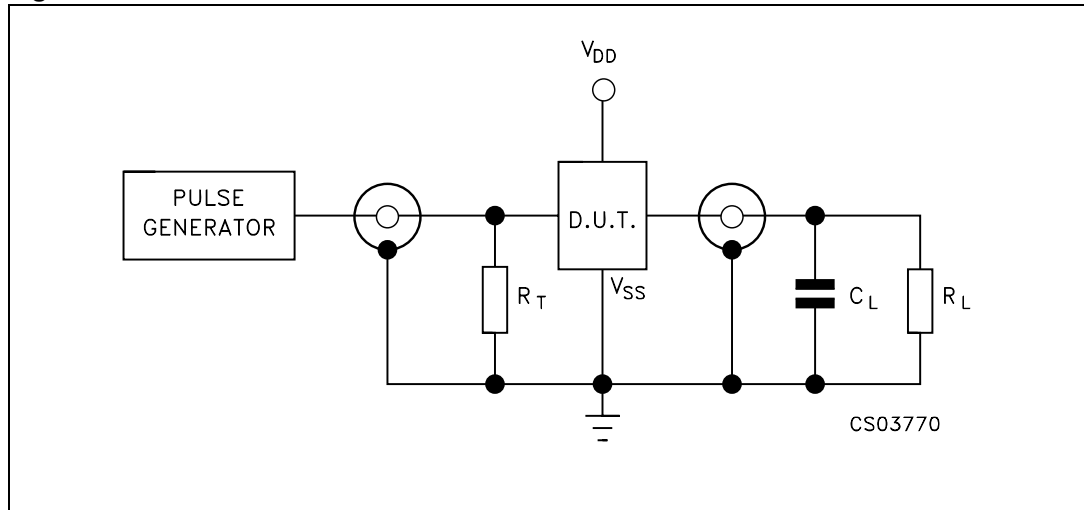 VDD
PULSE
GENERATOR
D.U.T.
VSS
RT
CL
RL
CS03770